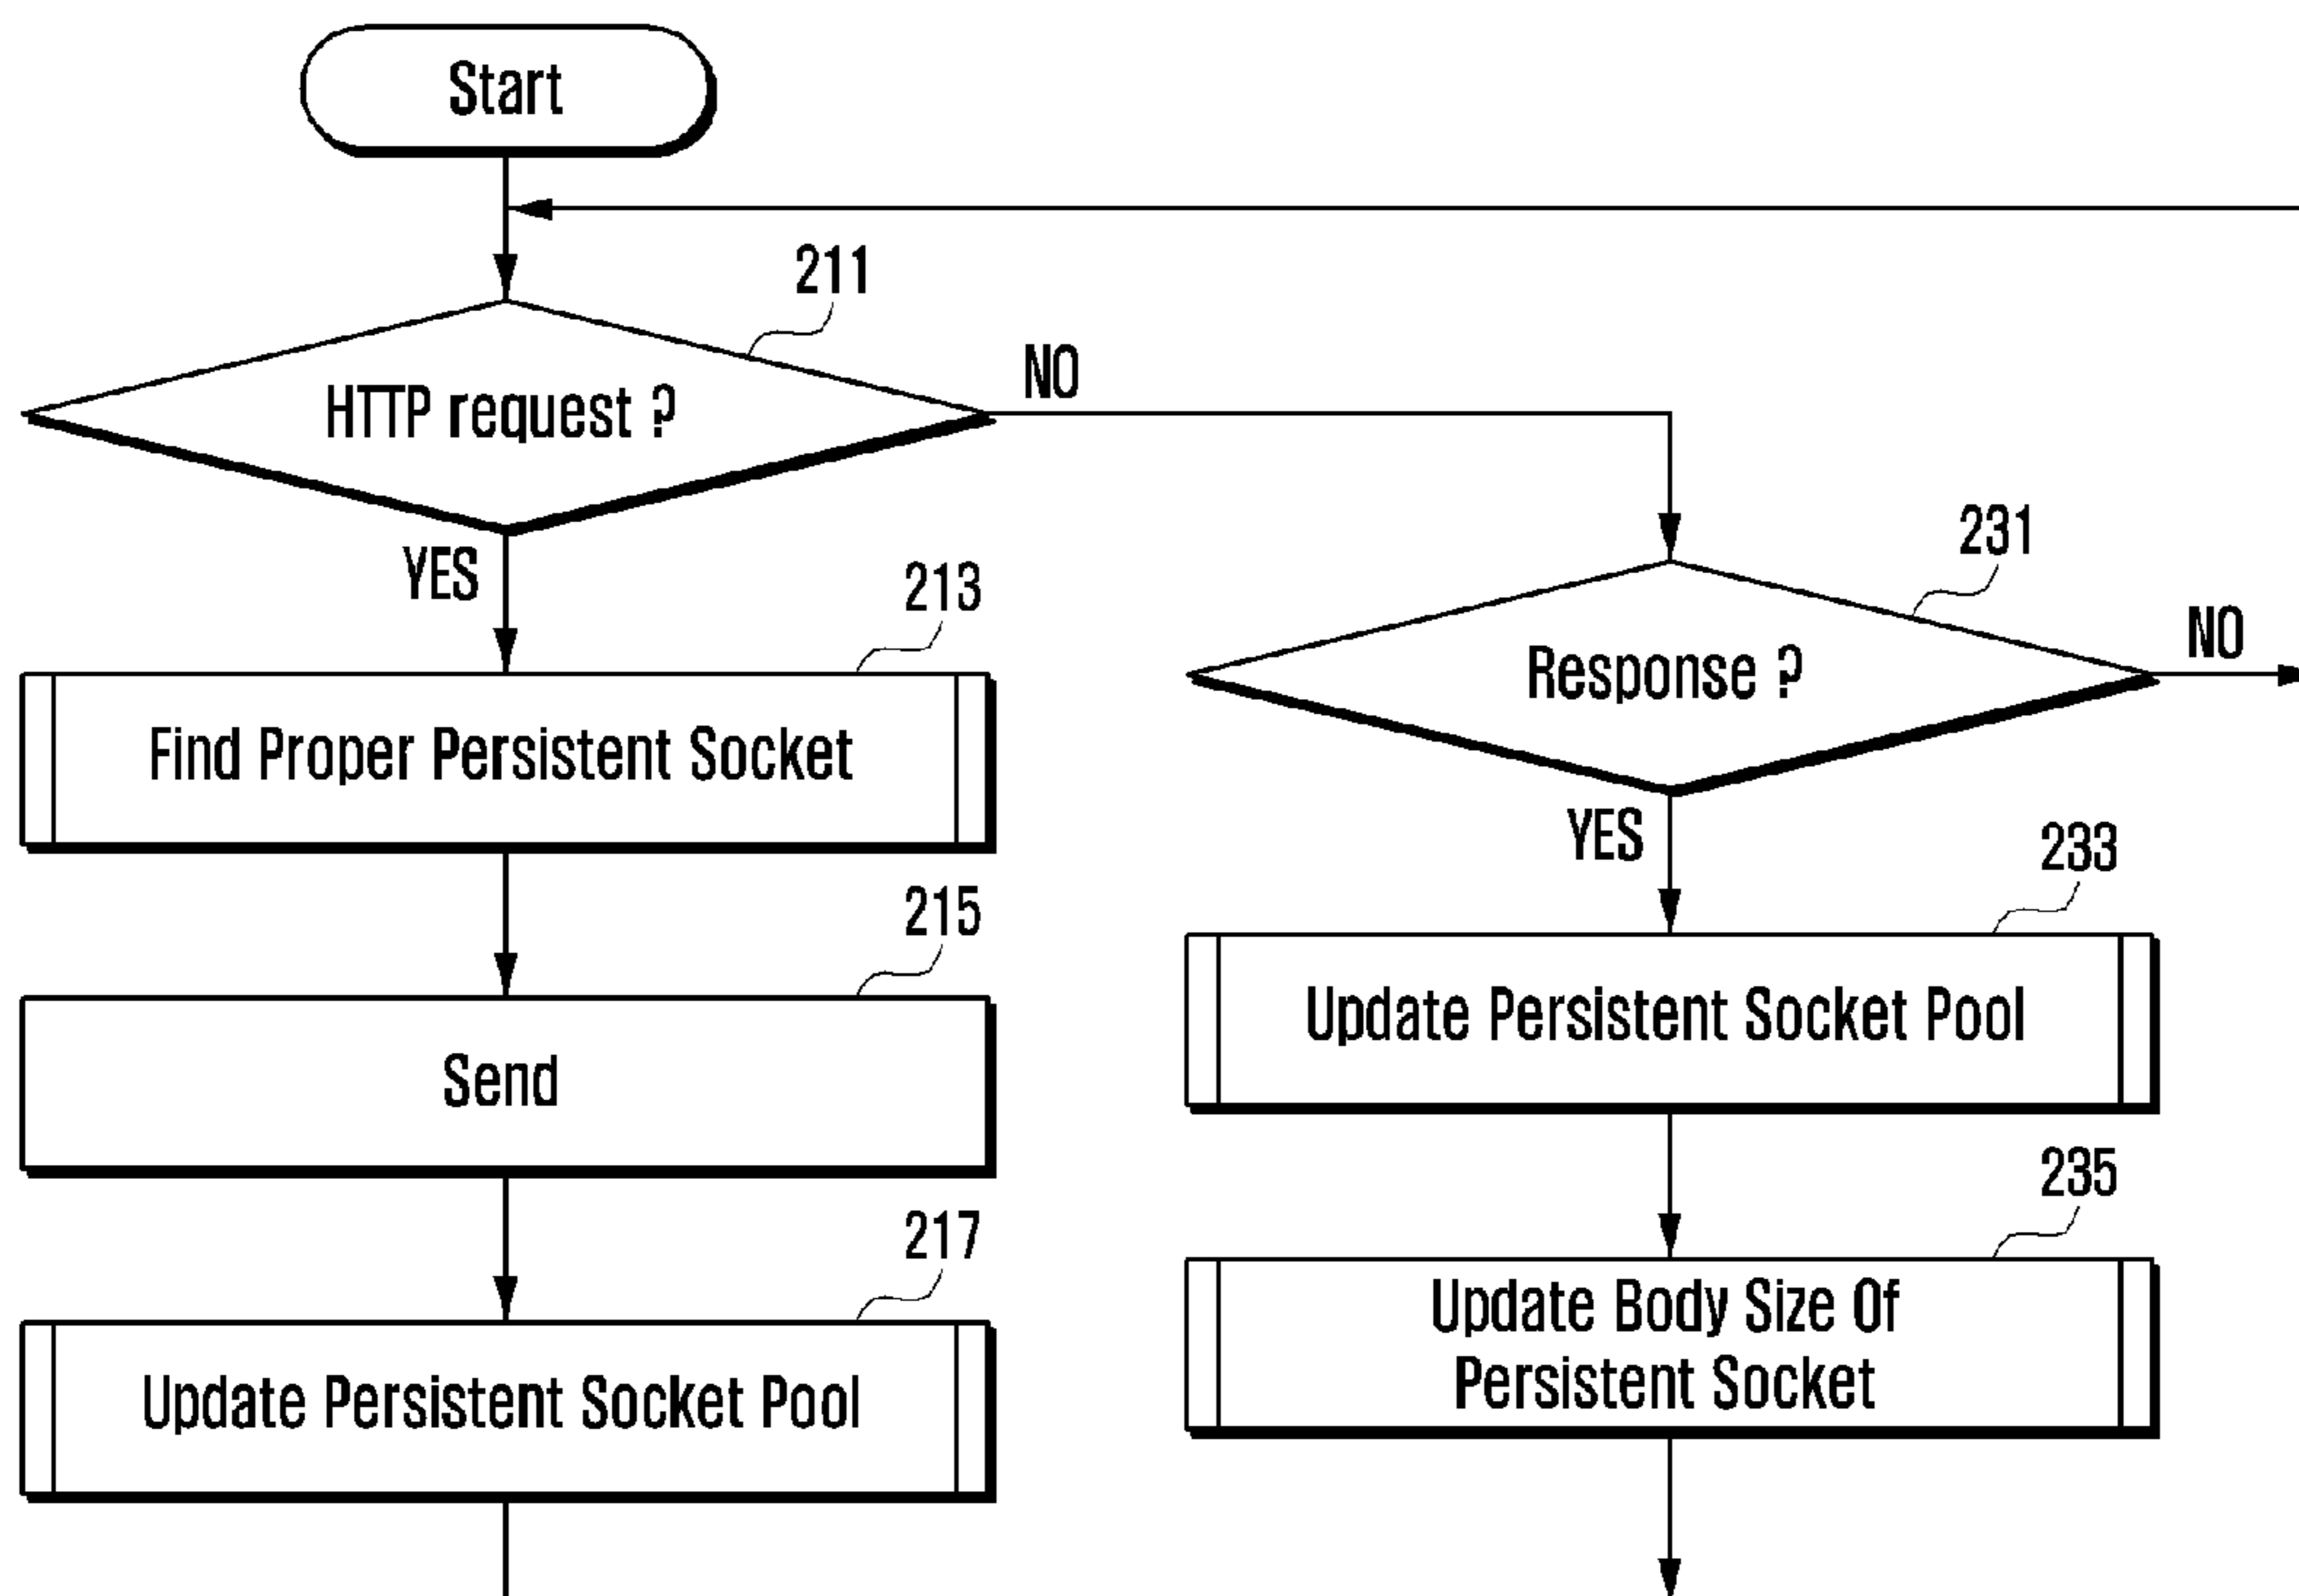 Start
211
HTTP request ?
NO
YES
213
Find Proper Persistent Socket
215
Send
217
Update Persistent Socket Pool
231
Response ?
NO
YES
233
Update Persistent Socket Pool
235
Update Body Size Of
Persistent Socket